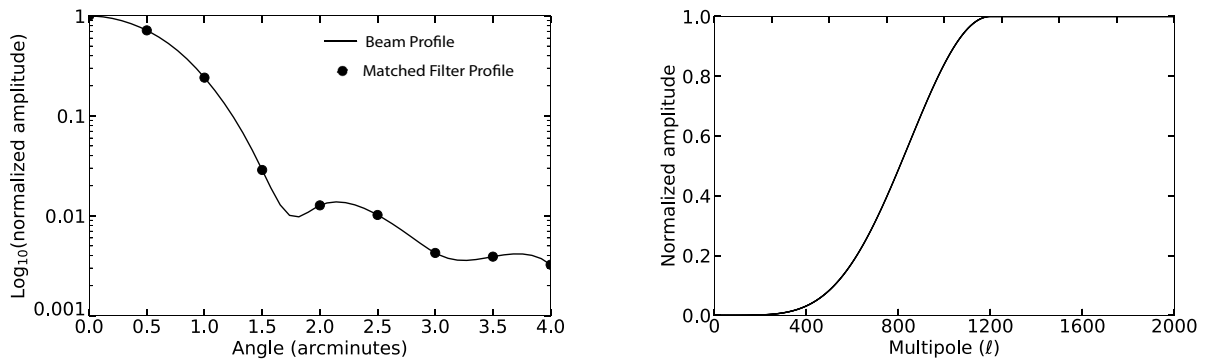 1
0.1
0.01
0.001
Log₁₀(normalized amplitude)
Beam Profile
Matched Filter Profile
0.0 0.5 1.0 1.5 2.0 2.5 3.0 3.5 4.0
Angle (arcminutes)
1.0
0.8
0.6
0.4
0.2
0.0
Normalized amplitude
0 400 800 1200 1600 2000
Multipole (ℓ)